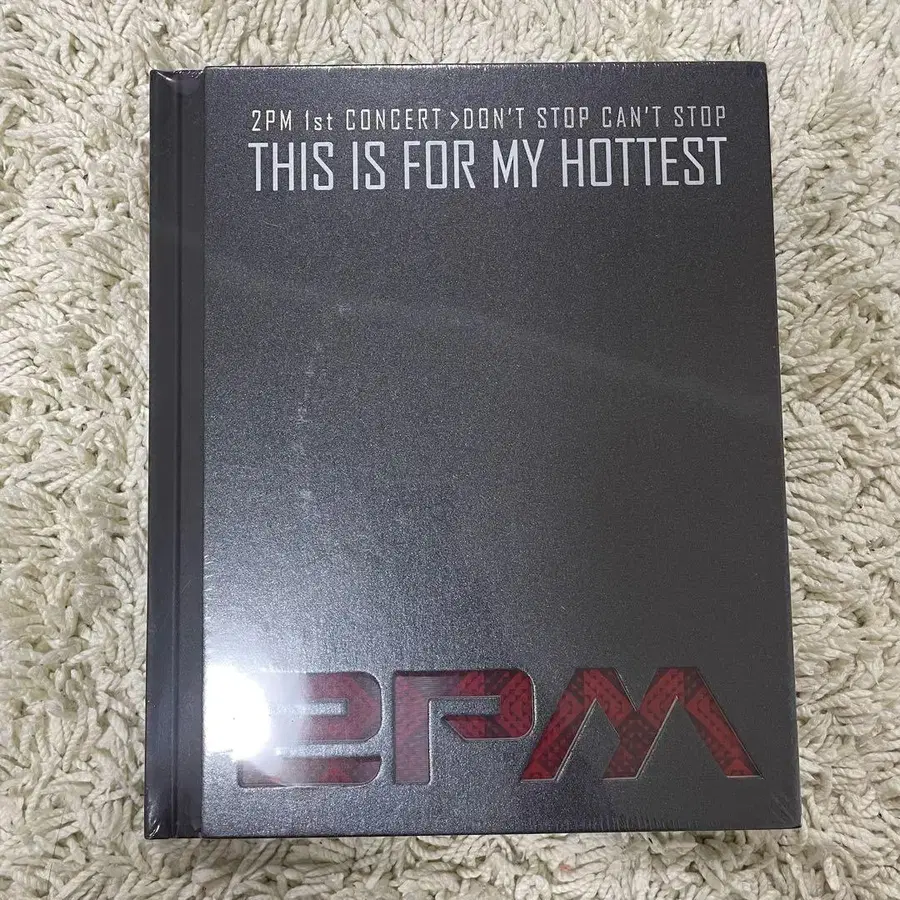 2PM 1st CONCERT >DON'T STOP CAN'T STOP
THIS IS FOR MY HOTTEST
2PM